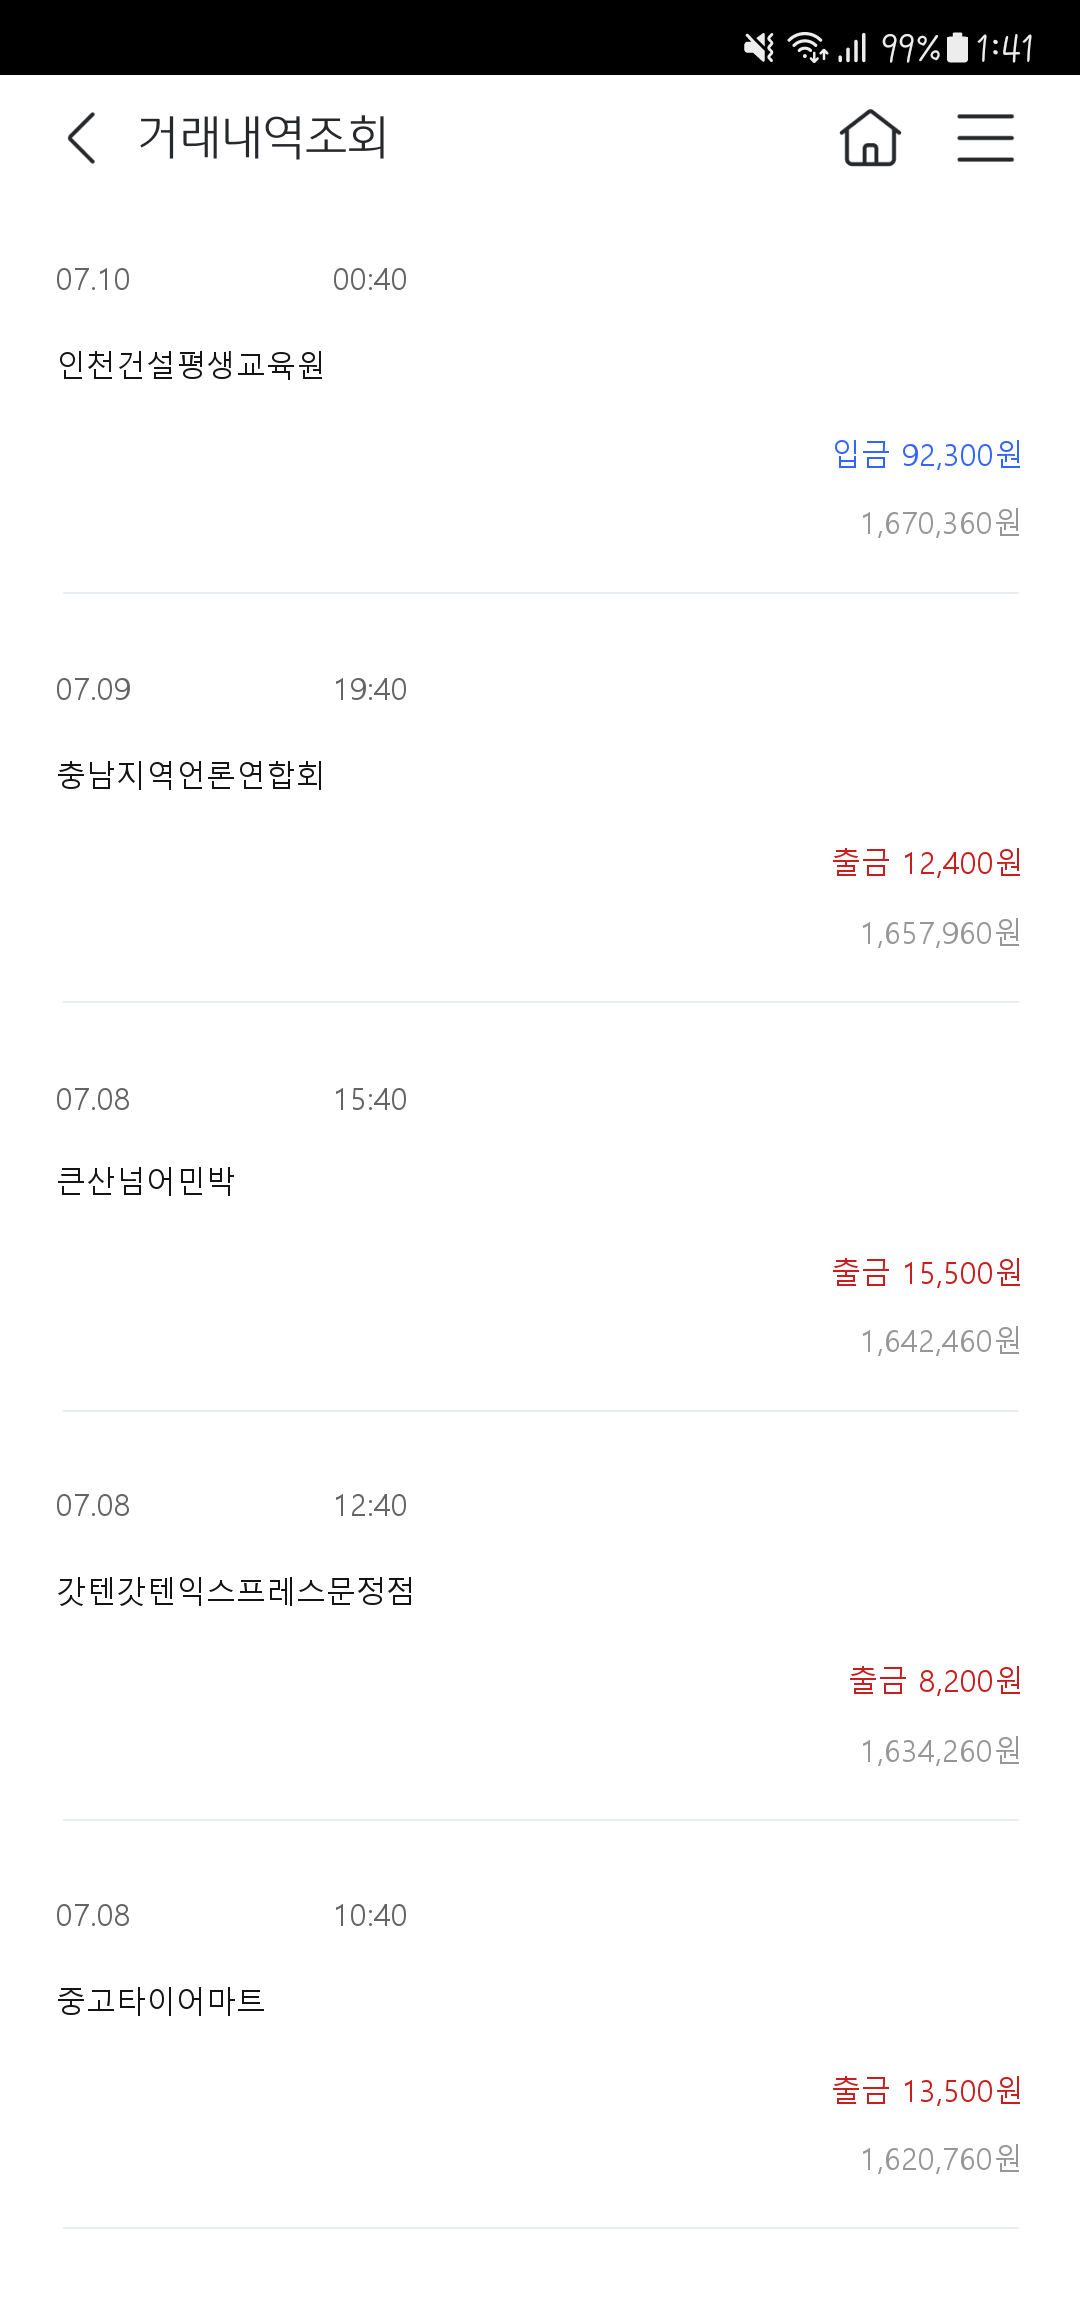 99% 1:41
거래내역조회
07.10 00:40
인천건설평생교육원
입금 92,300원
1,670,360원
07.09 19:40
충남지역언론연합회
출금 12,400원
1,657,960원
07.08 15:40
큰산넘어민박
출금 15,500원
1,642,460원
07.08 12:40
갓텐갓텐익스프레스문정점
출금 8,200원
1,634,260원
07.08 10:40
중고타이어마트
출금 13,500원
1,620,760원